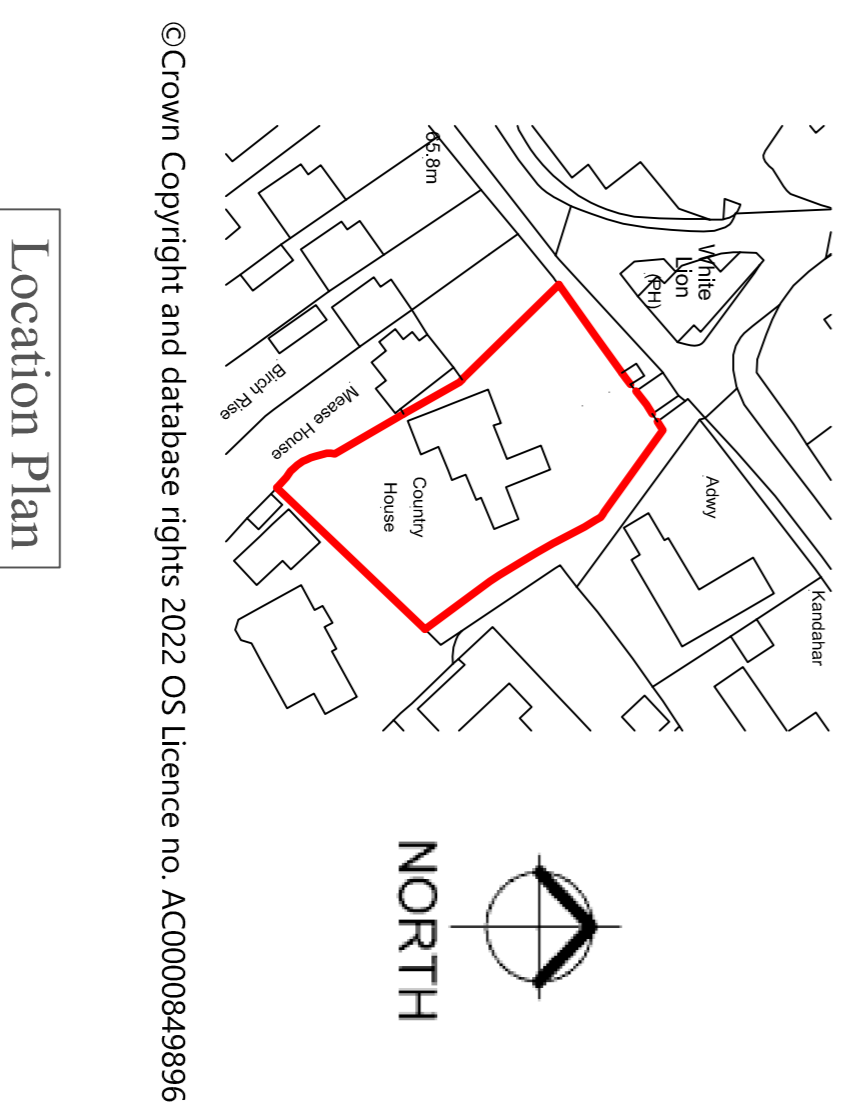 Kandahar
Adwy
White
Lion
(PH)
65.8m
Country
House
Mease House
Birch Rise
NORTH
©Crown Copyright and database rights 2022 OS Licence no. AC0000849896
Location Plan